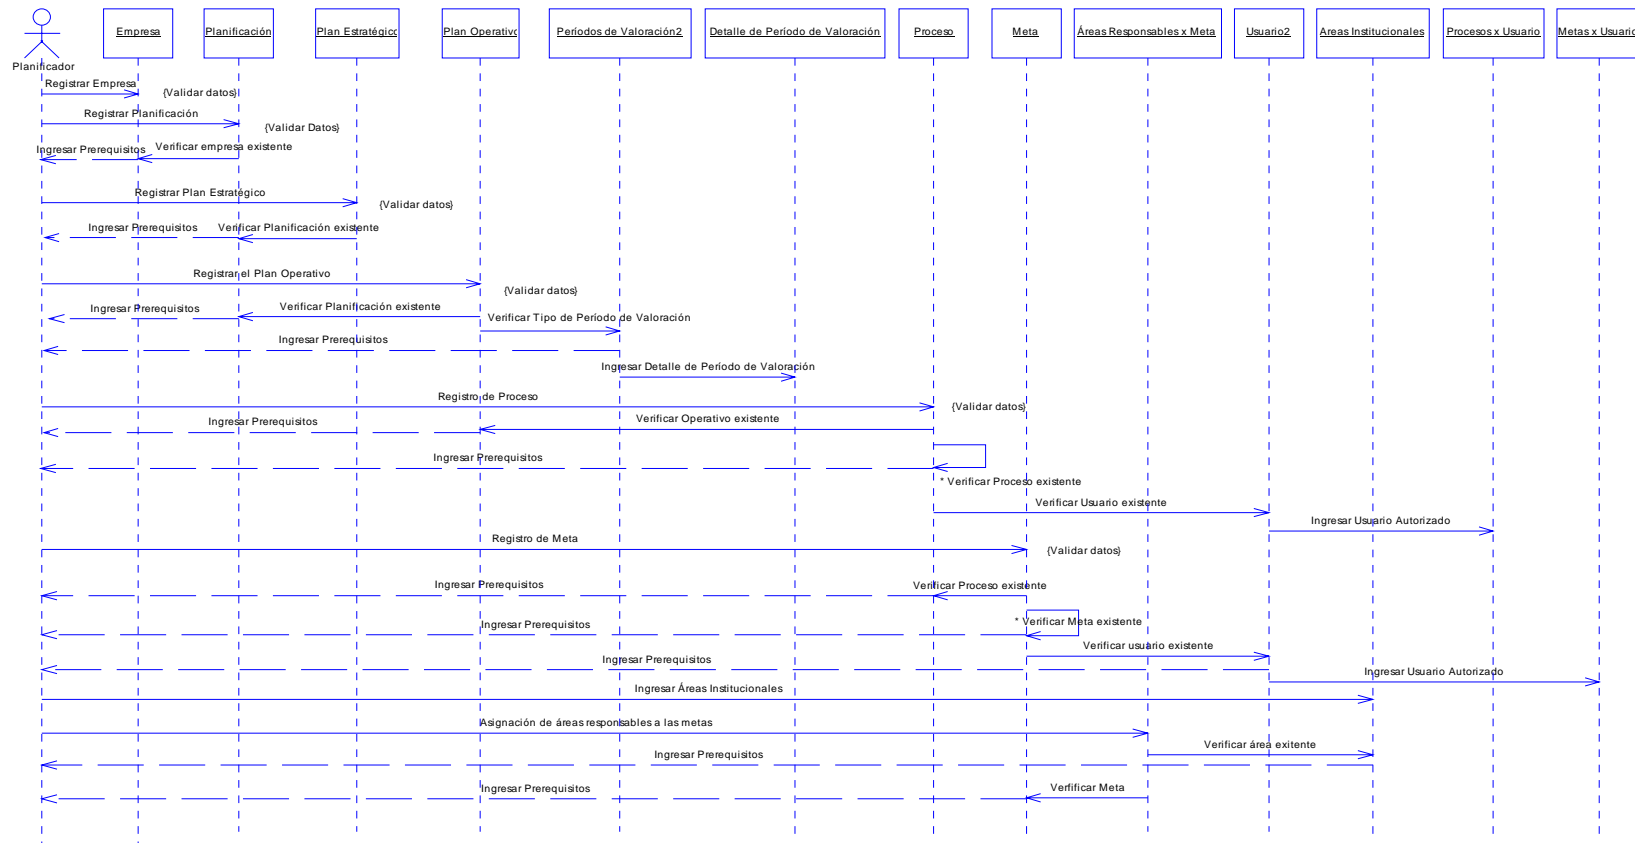 Empresa
Planificación
Plan Estratégico
Plan Operativo
Períodos de Valoración2
Detalle de Período de Valoración
Proceso
Meta
Áreas Responsables x Meta
Usuario2
Areas Institucionales
Procesos x Usuario
Metas x Usuario
Planificador
Registrar Empresa
{Validar datos}
Registrar Planificación
{Validar Datos}
Ingresar Prerequisitos
Verificar empresa existente
Registrar Plan Estratégico
{Validar datos}
Ingresar Prerequisitos
Verificar Planificación existente
Registrar el Plan Operativo
{Validar datos}
Ingresar Prerequisitos
Verificar Planificación existente
Verificar Tipo de Período de Valoración
Ingresar Prerequisitos
Ingresar Detalle de Período de Valoración
Registro de Proceso
{Validar datos}
Ingresar Prerequisitos
Verificar Operativo existente
Ingresar Prerequisitos
* Verificar Proceso existente
Verificar Usuario existente
Ingresar Usuario Autorizado
Registro de Meta
{Validar datos}
Ingresar Prerequisitos
Verificar Proceso existente
Ingresar Prerequisitos
* Verificar Meta existente
Verificar usuario existente
Ingresar Prerequisitos
Ingresar Usuario Autorizado
Ingresar Áreas Institucionales
Asignación de áreas responsables a las metas
Verificar área exitente
Ingresar Prerequisitos
Ingresar Prerequisitos
Verfificar Meta